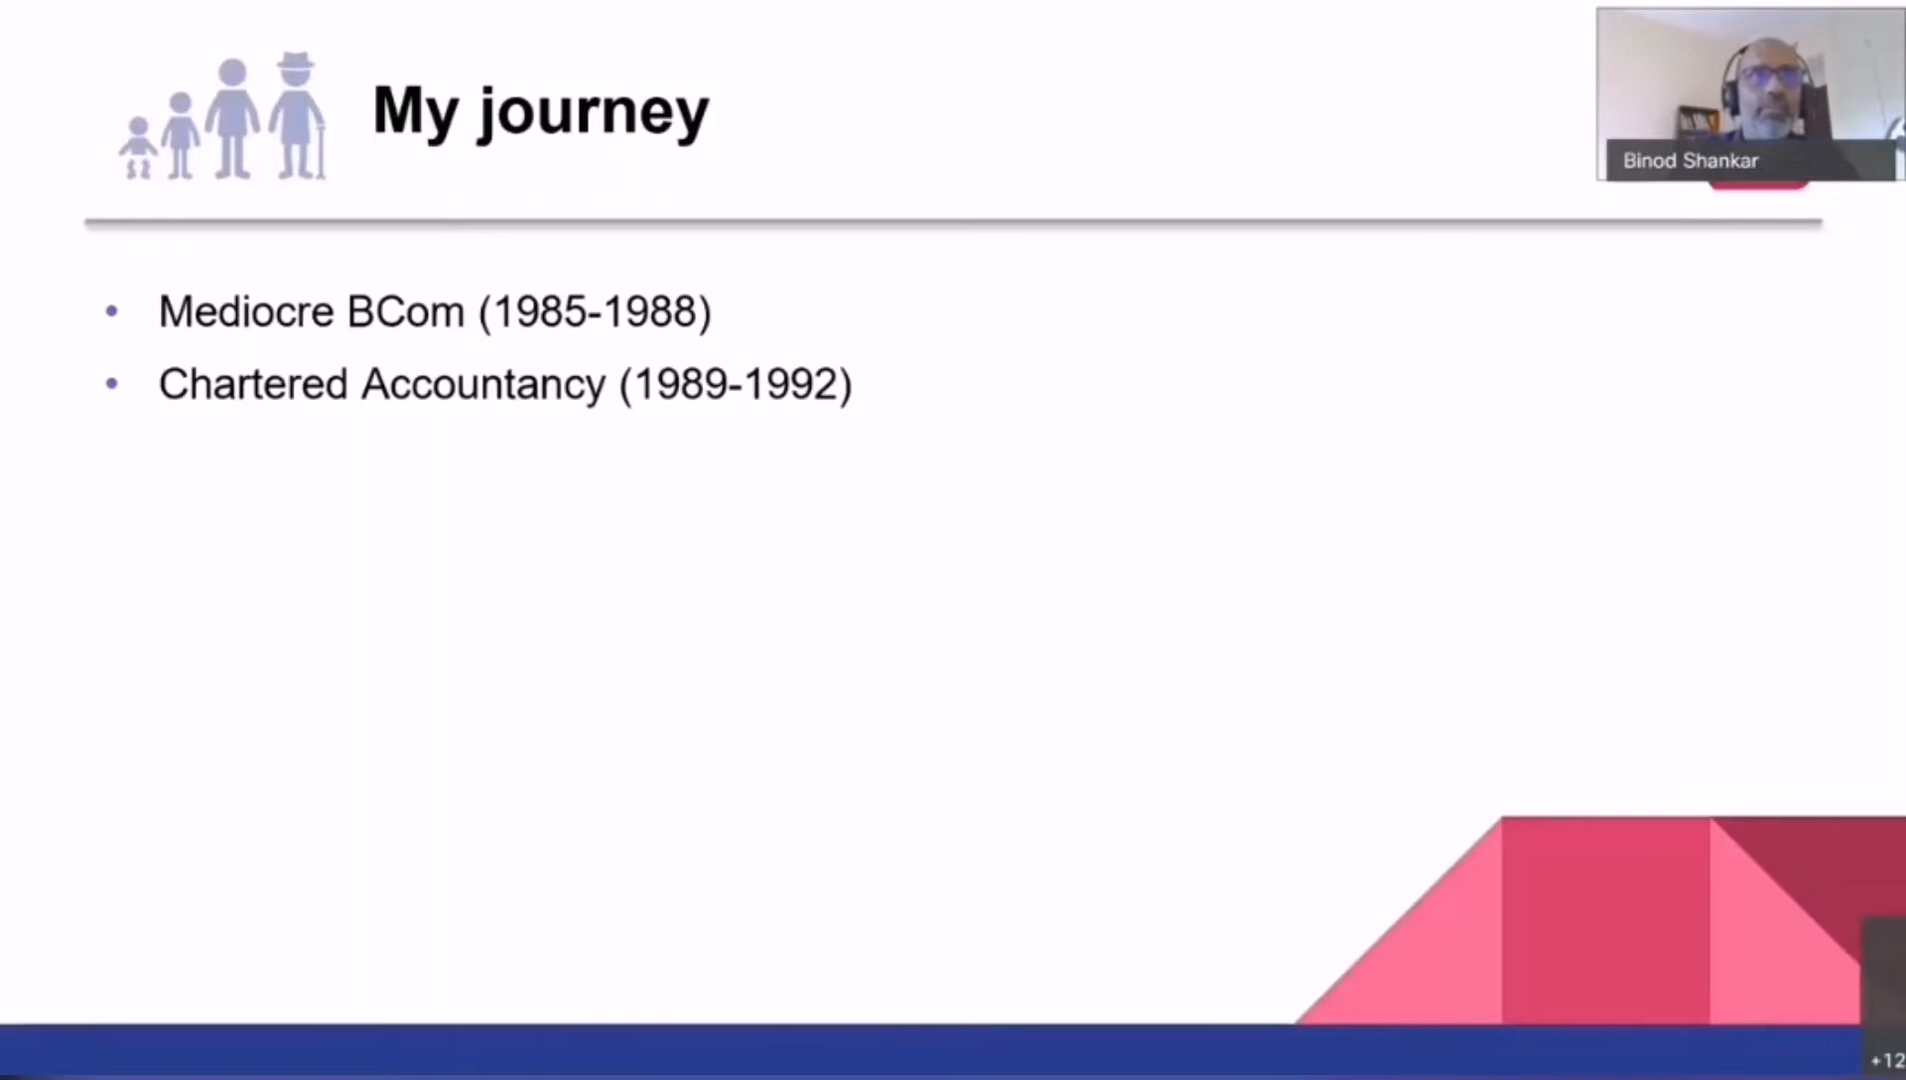 My journey
Binod Shankar
• Mediocre BCom (1985-1988)
• Chartered Accountancy (1989-1992)
+12